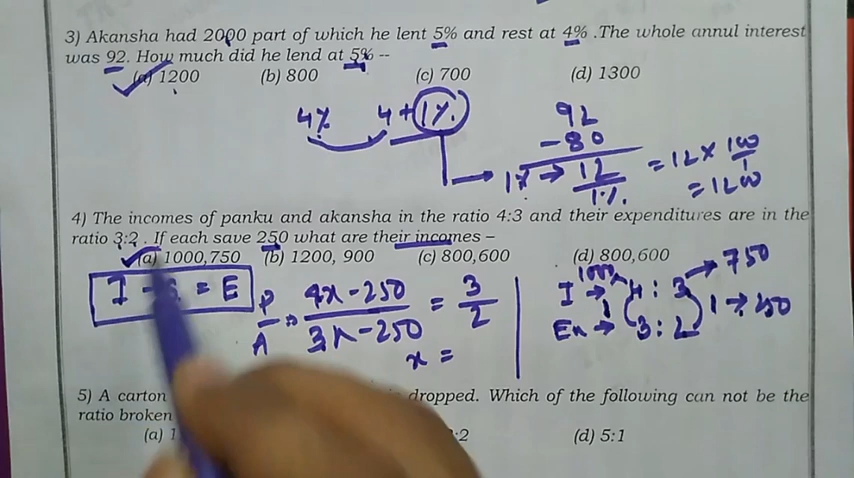 3) Akansha had 2000 part of which he lent 5% and rest at 4% .The whole annul interest
was 92. How much did he lend at 5% --
(a) 1200 (b) 800 (c) 700 (d) 1300
4% 4+1%
92
-80
1% → 12/1% = 12 × 100/1
= 1200
4) The incomes of panku and akansha in the ratio 4:3 and their expenditures are in the
ratio 3:2 . If each save 250 what are their incomes –
(a) 1000,750 (b) 1200, 900 (c) 800,600 (d) 800,600
I - = E
P/A ⇒ 4x-250/3x-250 = 3/2
x =
1000
I → 4 : 3 → 750
Ex → 3 : 2
1 → 250
5) A carton dropped. Which of the following can not be the
ratio broken
(a) 1 :2 (d) 5:1